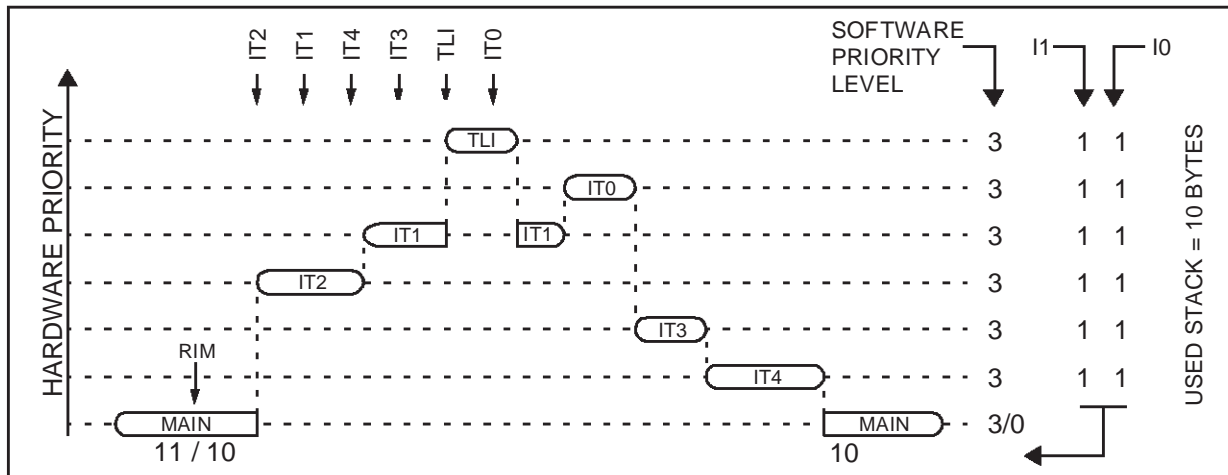 IT2 IT1 IT4 IT3 TLI IT0
SOFTWARE
PRIORITY
LEVEL
I1 I0
HARDWARE PRIORITY
TLI 3 1 1
IT0 3 1 1
IT1 IT1 3 1 1
IT2 3 1 1
IT3 3 1 1
RIM
IT4 3 1 1
MAIN MAIN 3/0
11 / 10 10
USED STACK = 10 BYTES